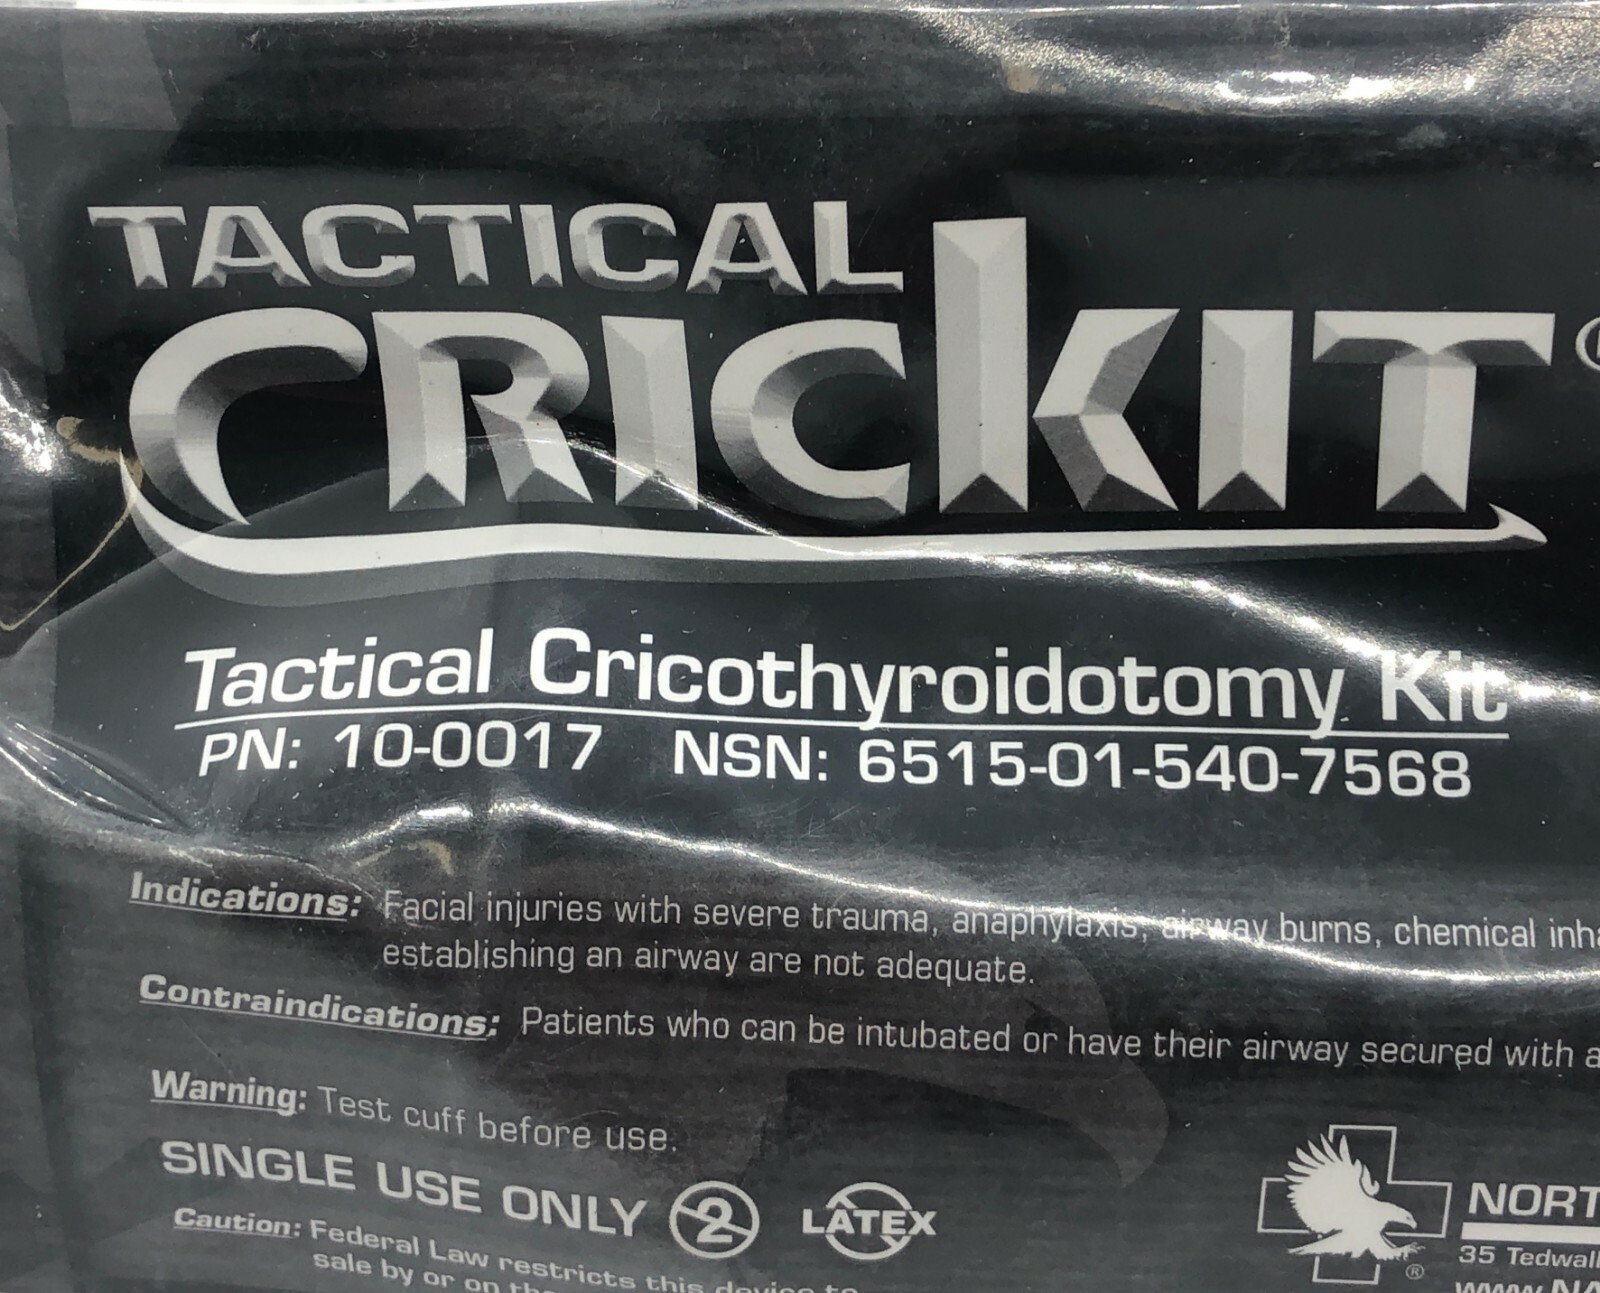 TACTICAL
CRICKIT®
Tactical Cricothyroidotomy Kit
PN: 10-0017 NSN: 6515-01-540-7568
Indications: Facial injuries with severe trauma, anaphylaxis, airway burns, chemical inha
establishing an airway are not adequate.
Contraindications: Patients who can be intubated or have their airway secured with a
Warning: Test cuff before use.
SINGLE USE ONLY 2 LATEX
Caution: Federal Law restricts this device to
sale by or on the
NORT
35 Tedwall
®
www.NA